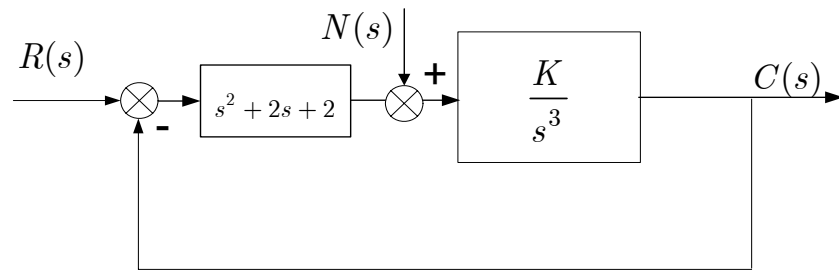 N(s)
R(s)
+
K
s^3
C(s)
s^2 + 2s + 2
-